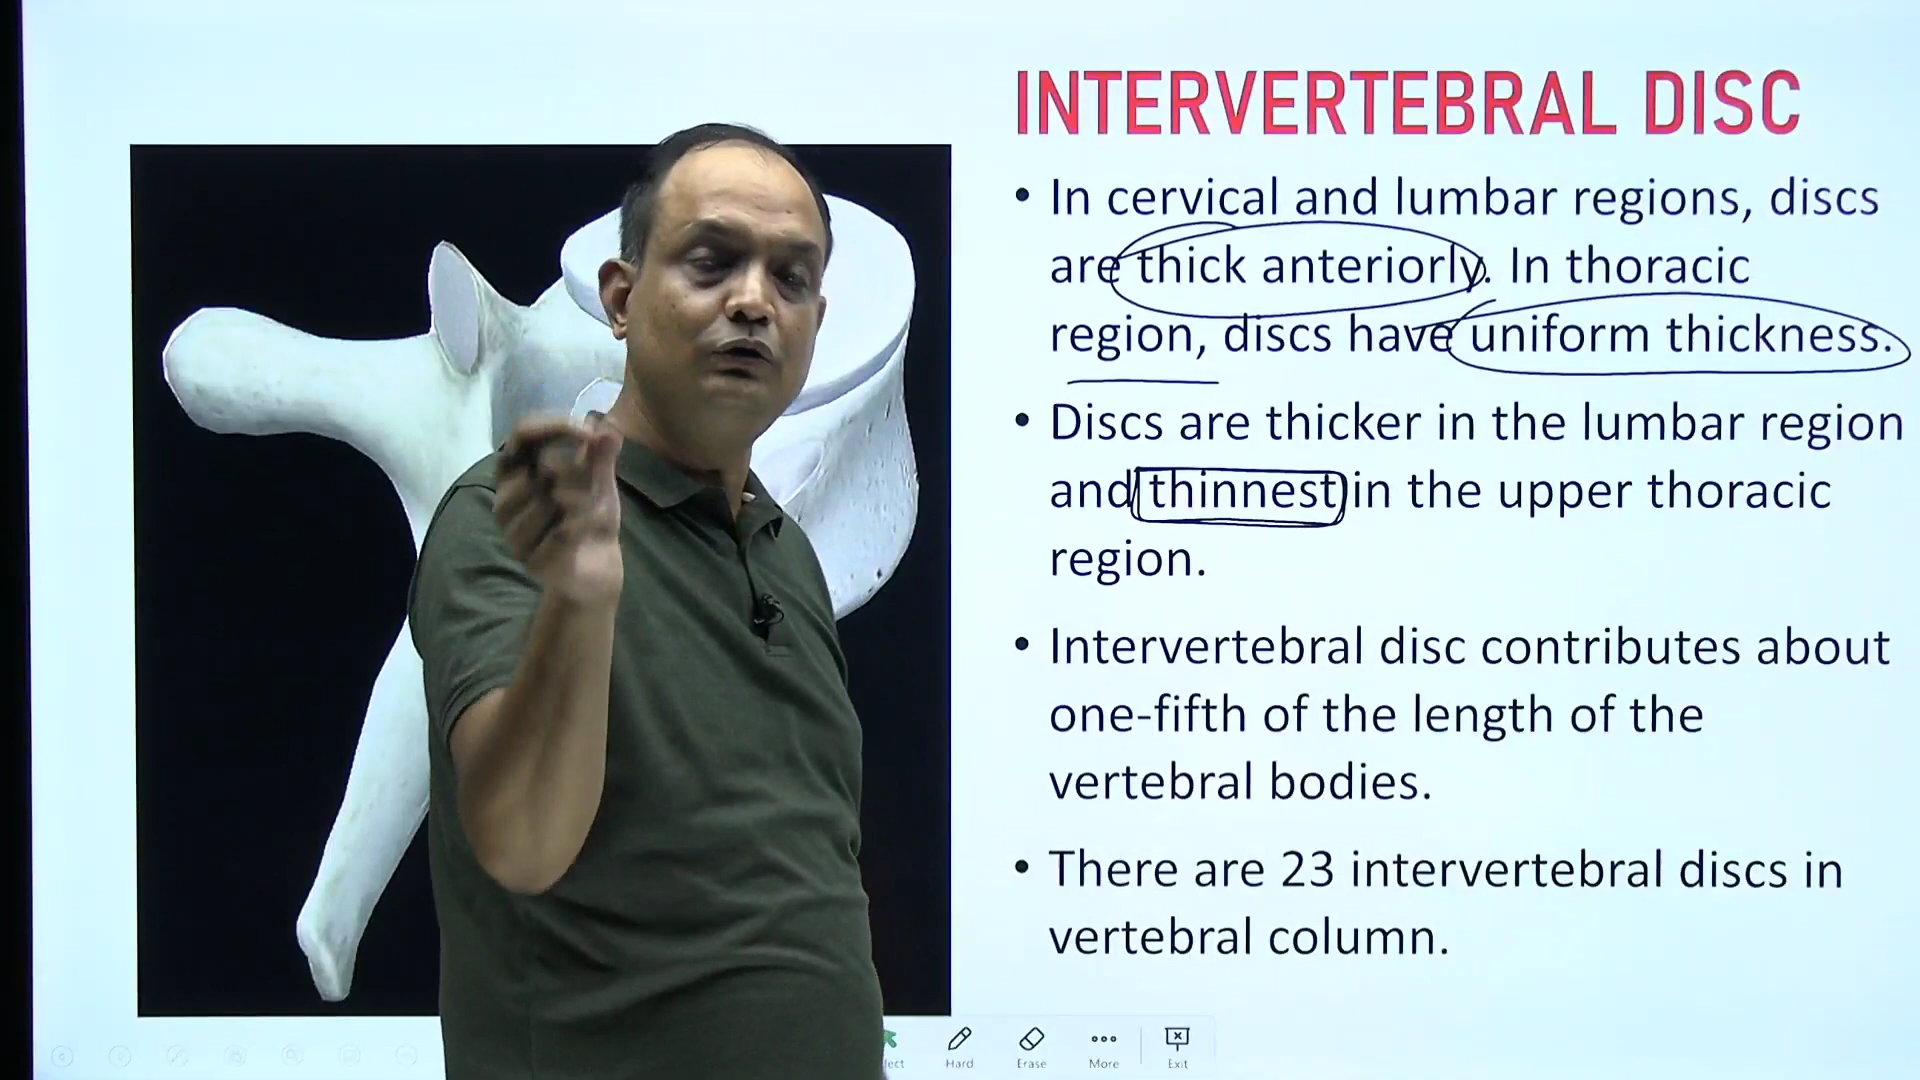 INTERVERTEBRAL DISC
• In cervical and lumbar regions, discs
are thick anteriorly. In thoracic
region, discs have uniform thickness.
• Discs are thicker in the lumbar region
and thinnest in the upper thoracic
region.
• Intervertebral disc contributes about
one-fifth of the length of the
vertebral bodies.
• There are 23 intervertebral discs in
vertebral column.
Hard Erase More Exit